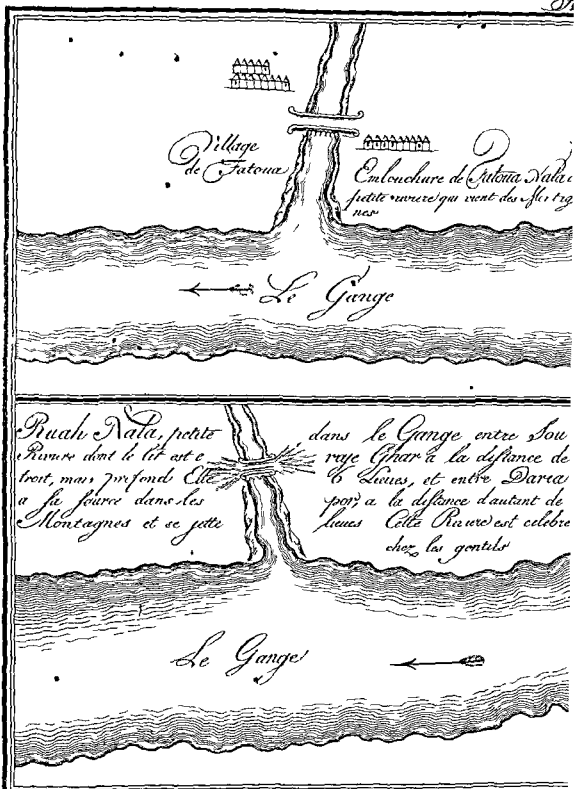 Village
de Fatoua
Emlouchure de Fatoua Nala
petite riviere qui vient des Montag
nes
Le Gange
Ruah Nala, petite
Riviere dont le lit est e
troit, mais profond Elle
a sa source dans les
Montagnes et se jette
dans le Gange entre Sou
raye Ghar a la distance de
6 Lieues, et entre Darea
por, a la distance d'autant de
lieues Cette Riviere est celebre
chez les gentils
Le Gange